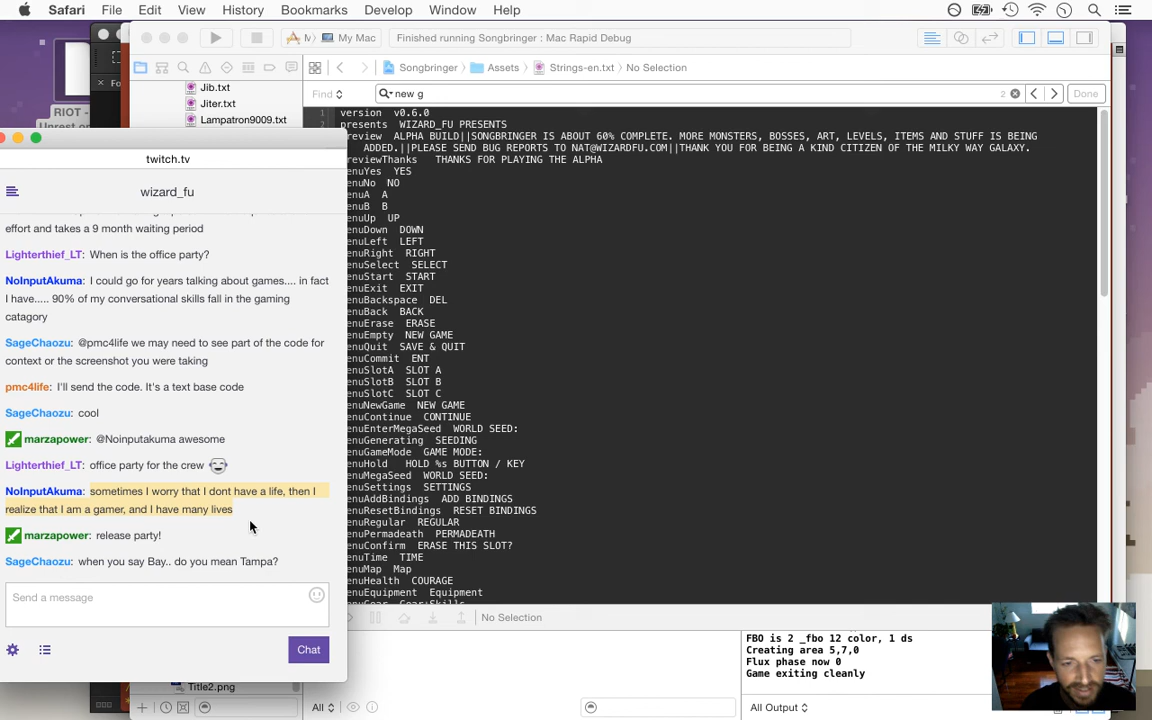 Safari File Edit View History Bookmarks Develop Window Help
My Mac
Finished running Songbringer : Mac Rapid Debug
Songbringer Assets Strings-en.txt No Selection
Find new g 2 Done
Jib.txt
Jiter.txt
Lampatron9009.txt
RIOT -
twitch.tv
wizard_fu
effort and takes a 9 month waiting period
Lighterthief_LT: When is the office party?
NoInputAkuma: I could go for years talking about games.... in fact
I have..... 90% of my conversational skills fall in the gaming
catagory
SageChaozu: @pmc4life we may need to see part of the code for
context or the screenshot you were taking
pmc4life: I'll send the code. It's a text base code
SageChaozu: cool
marzapower: @Noinputakuma awesome
Lighterthief_LT: office party for the crew
NoInputAkuma: sometimes I worry that I dont have a life, then I
realize that I am a gamer, and I have many lives
marzapower: release party!
SageChaozu: when you say Bay.. do you mean Tampa?
Send a message
Chat
Title2.png
1 version v0.6.0
2 presents WIZARD_FU PRESENTS
review ALPHA BUILD||SONGBRINGER IS ABOUT 60% COMPLETE. MORE MONSTERS, BOSSES, ART, LEVELS, ITEMS AND STUFF IS BEING
ADDED.||PLEASE SEND BUG REPORTS TO NAT@WIZARDFU.COM||THANK YOU FOR BEING A KIND CITIZEN OF THE MILKY WAY GALAXY.
reviewThanks THANKS FOR PLAYING THE ALPHA
enuYes YES
enuNo NO
enuA A
enuB B
enuUp UP
enuDown DOWN
enuLeft LEFT
enuRight RIGHT
enuSelect SELECT
enuStart START
enuExit EXIT
enuBackspace DEL
enuBack BACK
enuErase ERASE
enuEmpty NEW GAME
enuQuit SAVE & QUIT
enuCommit ENT
enuSlotA SLOT A
enuSlotB SLOT B
enuSlotC SLOT C
enuNewGame NEW GAME
enuContinue CONTINUE
enuEnterMegaSeed WORLD SEED:
enuGenerating SEEDING
enuGameMode GAME MODE:
enuHold HOLD %s BUTTON / KEY
enuMegaSeed WORLD SEED:
enuSettings SETTINGS
enuAddBindings ADD BINDINGS
enuResetBindings RESET BINDINGS
enuRegular REGULAR
enuPermadeath PERMADEATH
enuConfirm ERASE THIS SLOT?
enuTime TIME
enuMap Map
enuHealth COURAGE
enuEquipment Equipment
No Selection
FBO is 2 _fbo 12 color, 1 ds
Creating area 5,7,0
Flux phase now 0
Game exiting cleanly
All
All Output